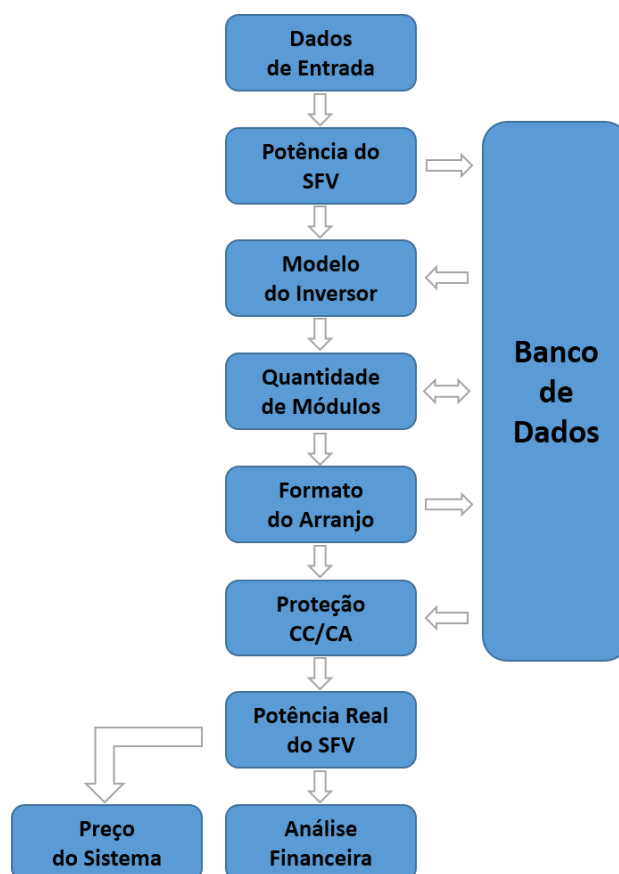 Dados
de Entrada
Potência do
SFV
Modelo
do Inversor
Quantidade
de Módulos
Formato
do Arranjo
Proteção
CC/CA
Banco
de
Dados
Potência Real
do SFV
Preço
do Sistema
Análise
Financeira